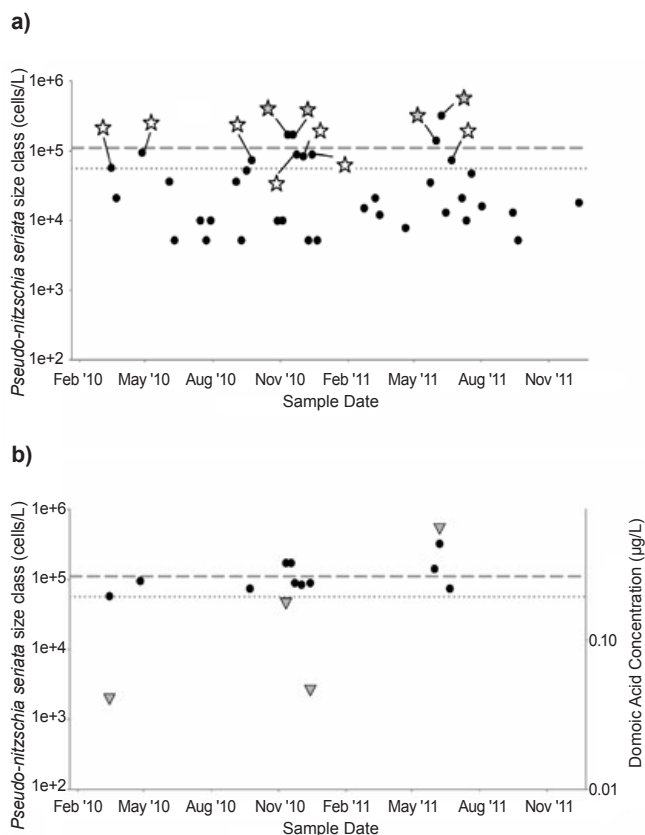 a)
Pseudo-nitzschia seriata size class (cells/L)
1e+6
1e+5
1e+4
1e+3
1e+2
Feb '10 May '10 Aug '10 Nov '10 Feb '11 May '11 Aug '11 Nov '11
Sample Date
b)
Pseudo-nitzschia seriata size class (cells/L)
1e+6
1e+5
1e+4
1e+3
1e+2
0.10
0.01
Domoic Acid Concentration (µg/L)
Feb '10 May '10 Aug '10 Nov '10 Feb '11 May '11 Aug '11 Nov '11
Sample Date